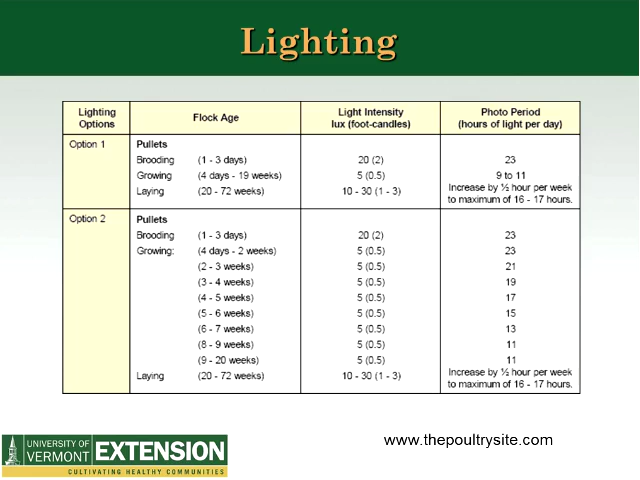 Lighting
Lighting Options | Flock Age | Light Intensity lux (foot-candles) | Photo Period (hours of light per day)
Option 1 | Pullets
Brooding (1 - 3 days) | 20 (2) | 23
Growing (4 days - 19 weeks) | 5 (0.5) | 9 to 11
Laying (20 - 72 weeks) | 10 - 30 (1 - 3) | Increase by ½ hour per week to maximum of 16 - 17 hours.
Option 2 | Pullets
Brooding (1 - 3 days) | 20 (2) | 23
Growing: (4 days - 2 weeks) | 5 (0.5) | 23
(2 - 3 weeks) | 5 (0.5) | 21
(3 - 4 weeks) | 5 (0.5) | 19
(4 - 5 weeks) | 5 (0.5) | 17
(5 - 6 weeks) | 5 (0.5) | 15
(6 - 7 weeks) | 5 (0.5) | 13
(8 - 9 weeks) | 5 (0.5) | 11
(9 - 20 weeks) | 5 (0.5) | 11
Laying (20 - 72 weeks) | 10 - 30 (1 - 3) | Increase by ½ hour per week to maximum of 16 - 17 hours.
www.thepoultrysite.com
UNIVERSITY OF
VERMONT EXTENSION
CULTIVATING HEALTHY COMMUNITIES